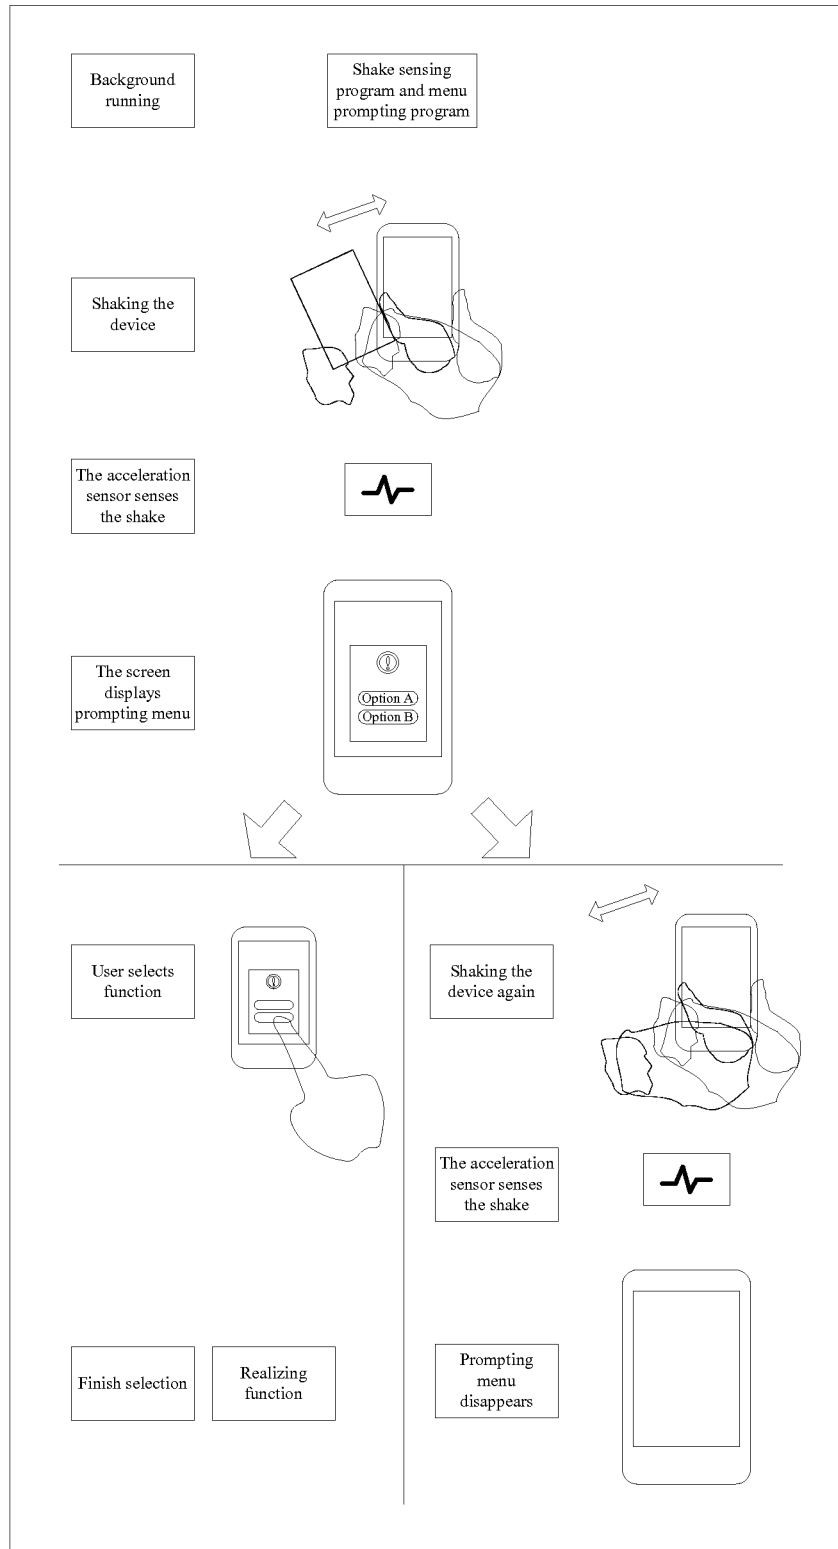 Background
running
Shake sensing
program and menu
prompting program
Shaking the
device
The acceleration
sensor senses
the shake
The screen
displays
prompting menu
Option A
Option B
User selects
function
Shaking the
device again
The acceleration
sensor senses
the shake
Finish selection
Realizing
function
Prompting
menu
disappears